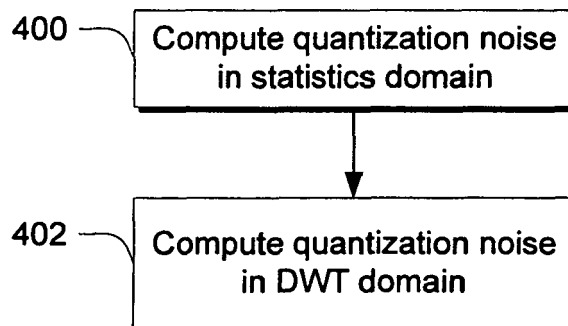 400
Compute quantization noise
in statistics domain
402
Compute quantization noise
in DWT domain